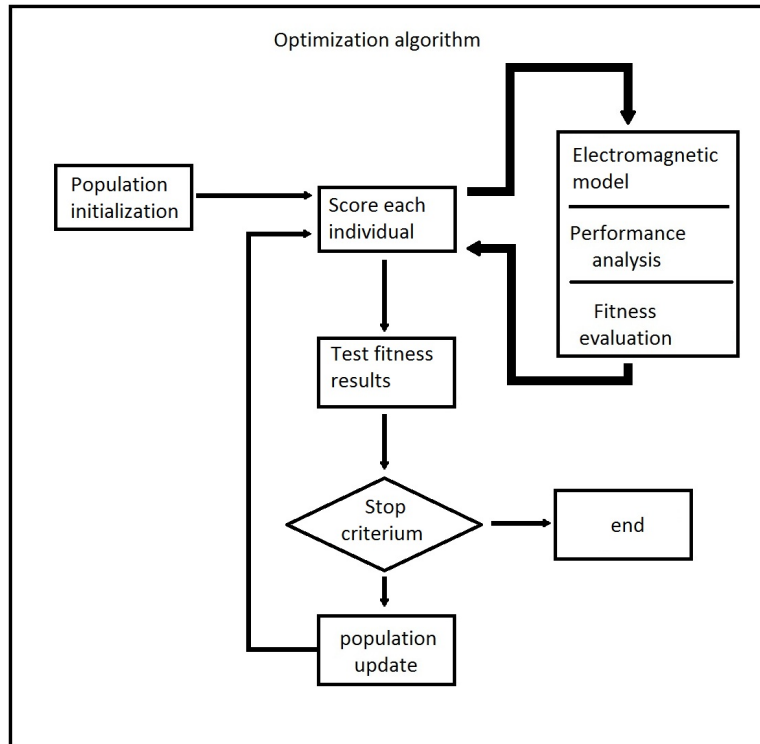 Optimization algorithm
Population
initialization
Score each
individual
Electromagnetic
model
Performance
analysis
Fitness
evaluation
Test fitness
results
Stop
criterium
end
population
update